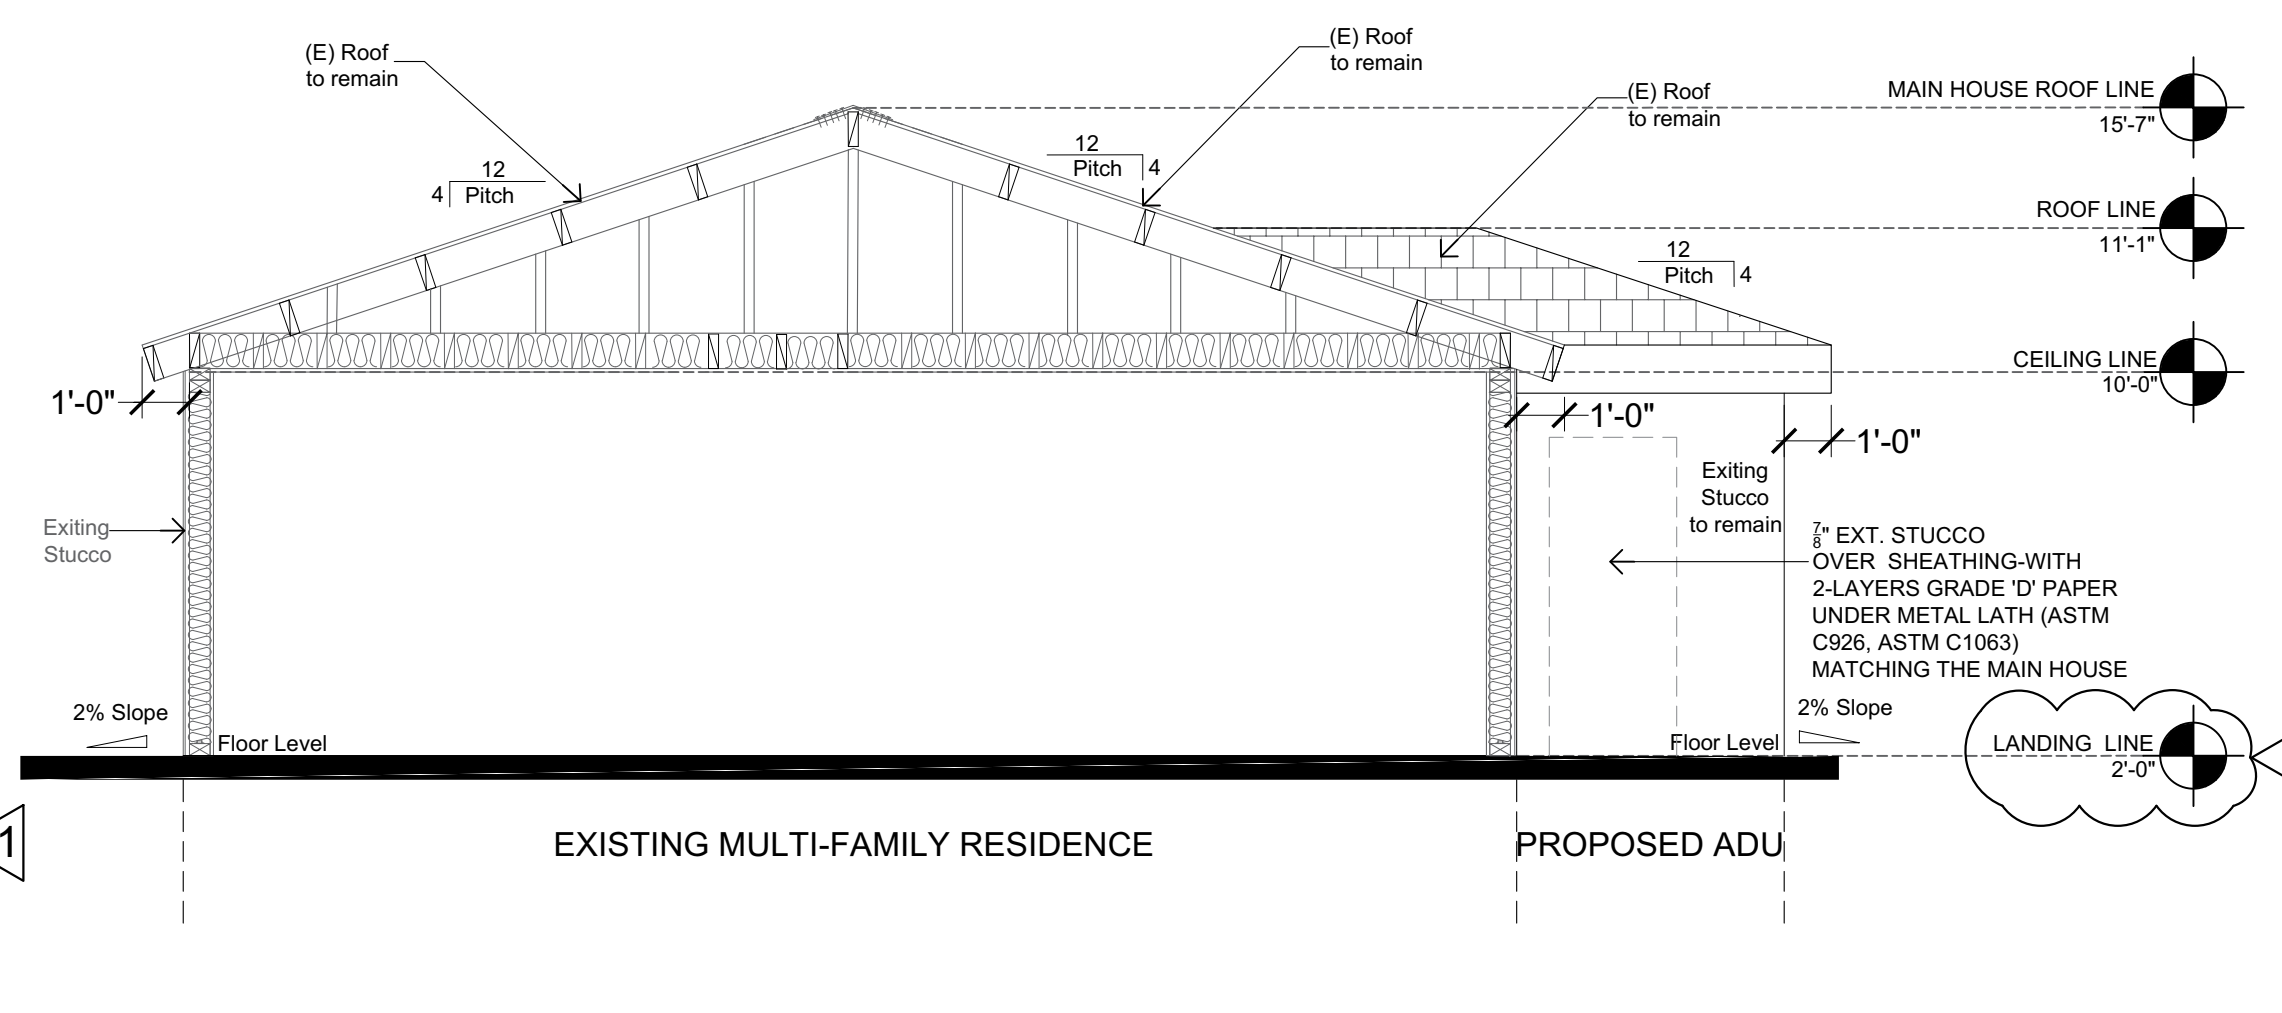 (E) Roof
to remain
(E) Roof
to remain
(E) Roof
to remain
MAIN HOUSE ROOF LINE
15'-7"
12
4
Pitch
12
Pitch
4
ROOF LINE
11'-1"
12
Pitch
4
CEILING LINE
10'-0"
1'-0"
1'-0"
1'-0"
Exiting
Stucco
to remain
Exiting
Stucco
7/8" EXT. STUCCO
OVER SHEATHING-WITH
2-LAYERS GRADE 'D' PAPER
UNDER METAL LATH (ASTM
C926, ASTM C1063)
MATCHING THE MAIN HOUSE
2% Slope
Floor Level
Floor Level
2% Slope
LANDING LINE
2'-0"
1
EXISTING MULTI-FAMILY RESIDENCE
PROPOSED ADU